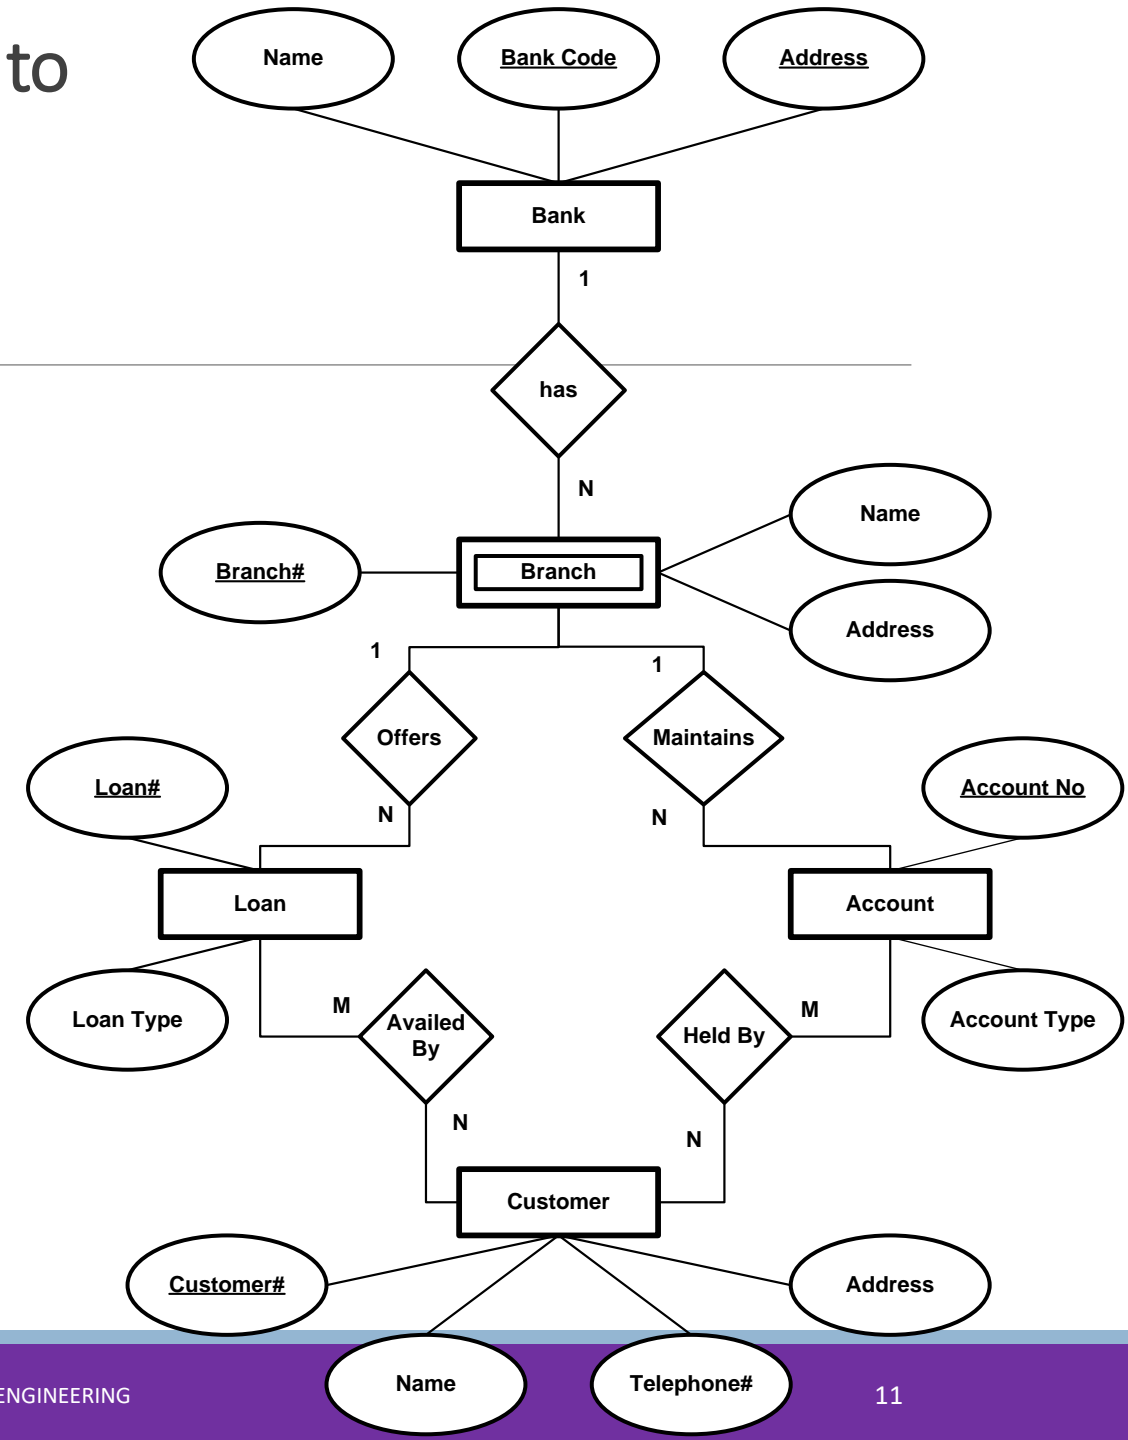 to
Name
Bank Code
Address
Bank
1
has
N
Name
Branch#
Branch
Address
1
1
Offers
Maintains
Loan#
Account No
N
N
Loan
Account
M
M
Loan Type
Availed
By
Held By
Account Type
N
N
Customer
Customer#
Address
Name
Telephone#
ENGINEERING
11